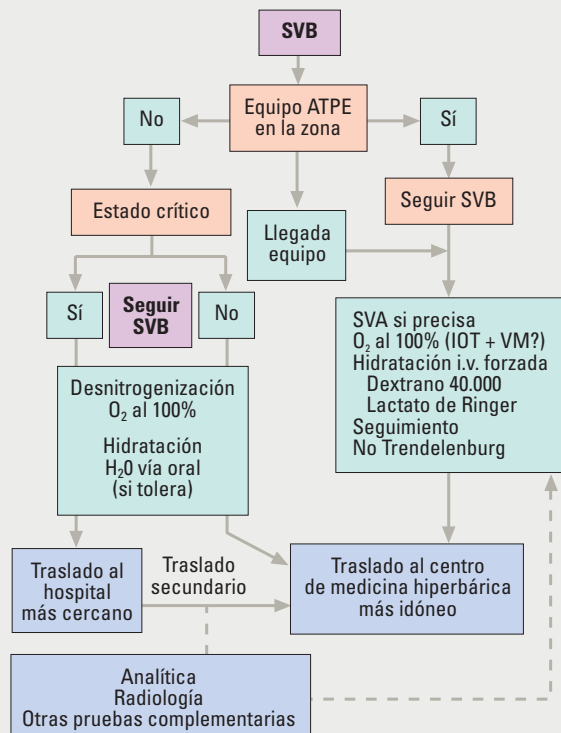 SVB
Equipo ATPE
en la zona
No
Sí
Estado crítico
Llegada
equipo
Seguir SVB
Sí
Seguir
SVB
No
Desnitrogenización
O2 al 100%
Hidratación
H20 vía oral
(si tolera)
SVA si precisa
O2 al 100% (IOT + VM?)
Hidratación i.v. forzada
Dextrano 40.000
Lactato de Ringer
Seguimiento
No Trendelenburg
Traslado al
hospital
más cercano
Traslado
secundario
Traslado al centro
de medicina hiperbárica
más idóneo
Analítica
Radiología
Otras pruebas complementarias